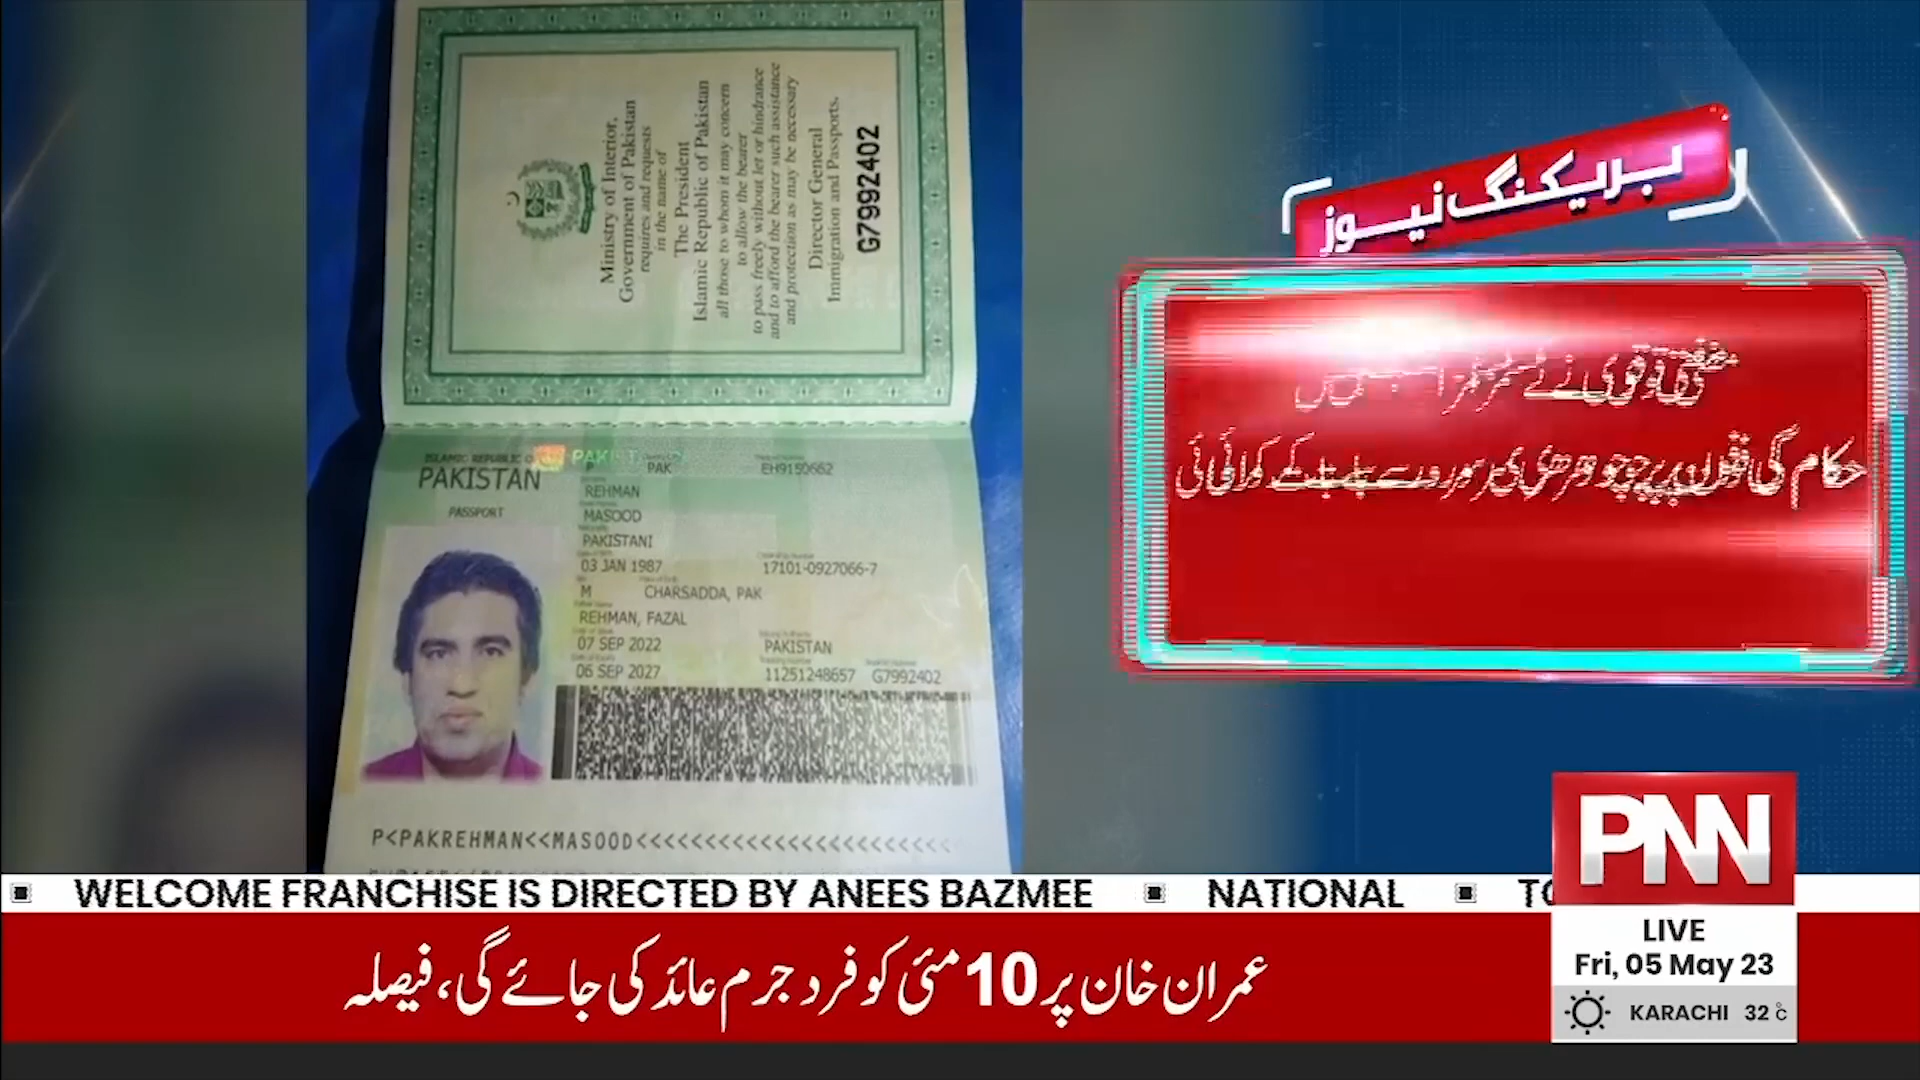 Ministry of Interior,
Government of Pakistan
requires and requests
in the name of
The President
Islamic Republic of Pakistan
all those to whom it may concern
to allow the bearer
to pass freely without let or hindrance
and to afford the bearer such assistance
and protection as may be necessary
Director General
Immigration and Passports.
G7992402
ISLAMIC REPUBLIC OF
PAKISTAN
PASSPORT
P PAK EH9150662
REHMAN
MASOOD
PAKISTANI
03 JAN 1987 17101-0927066-7
M CHARSADDA, PAK
REHMAN, FAZAL
07 SEP 2022 PAKISTAN
06 SEP 2027 11251248657 G7992402
P<PAKREHMAN<<MASOOD<<<<<<<<<<<<<<<<<<<<<<<
بریکنگ نیوز
حکام کی
WELCOME FRANCHISE IS DIRECTED BY ANEES BAZMEE NATIONAL
عمران خان پر 10 مئی کو فرد جرم عائد کی جائے گی، فیصلہ
PNN
LIVE
Fri, 05 May 23
KARACHI 32 °C